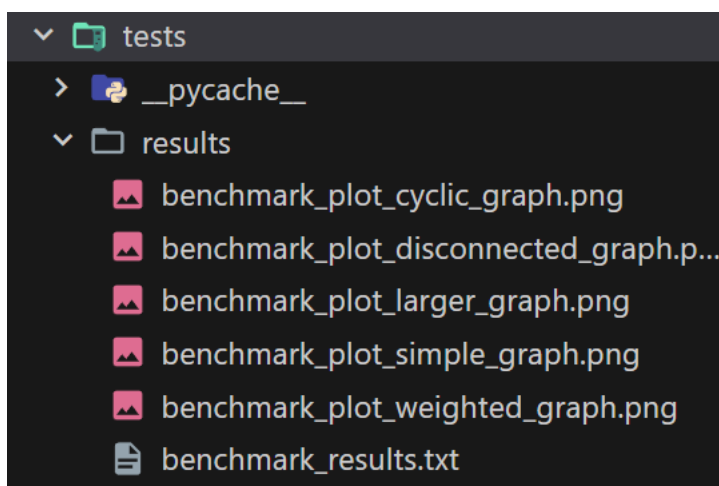 tests
__pycache__
results
benchmark_plot_cyclic_graph.png
benchmark_plot_disconnected_graph.p...
benchmark_plot_larger_graph.png
benchmark_plot_simple_graph.png
benchmark_plot_weighted_graph.png
benchmark_results.txt